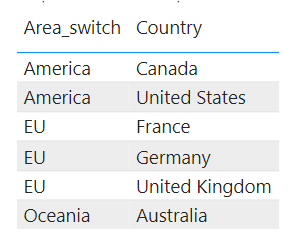 Area_switch Country
America Canada
America United States
EU France
EU Germany
EU United Kingdom
Oceania Australia